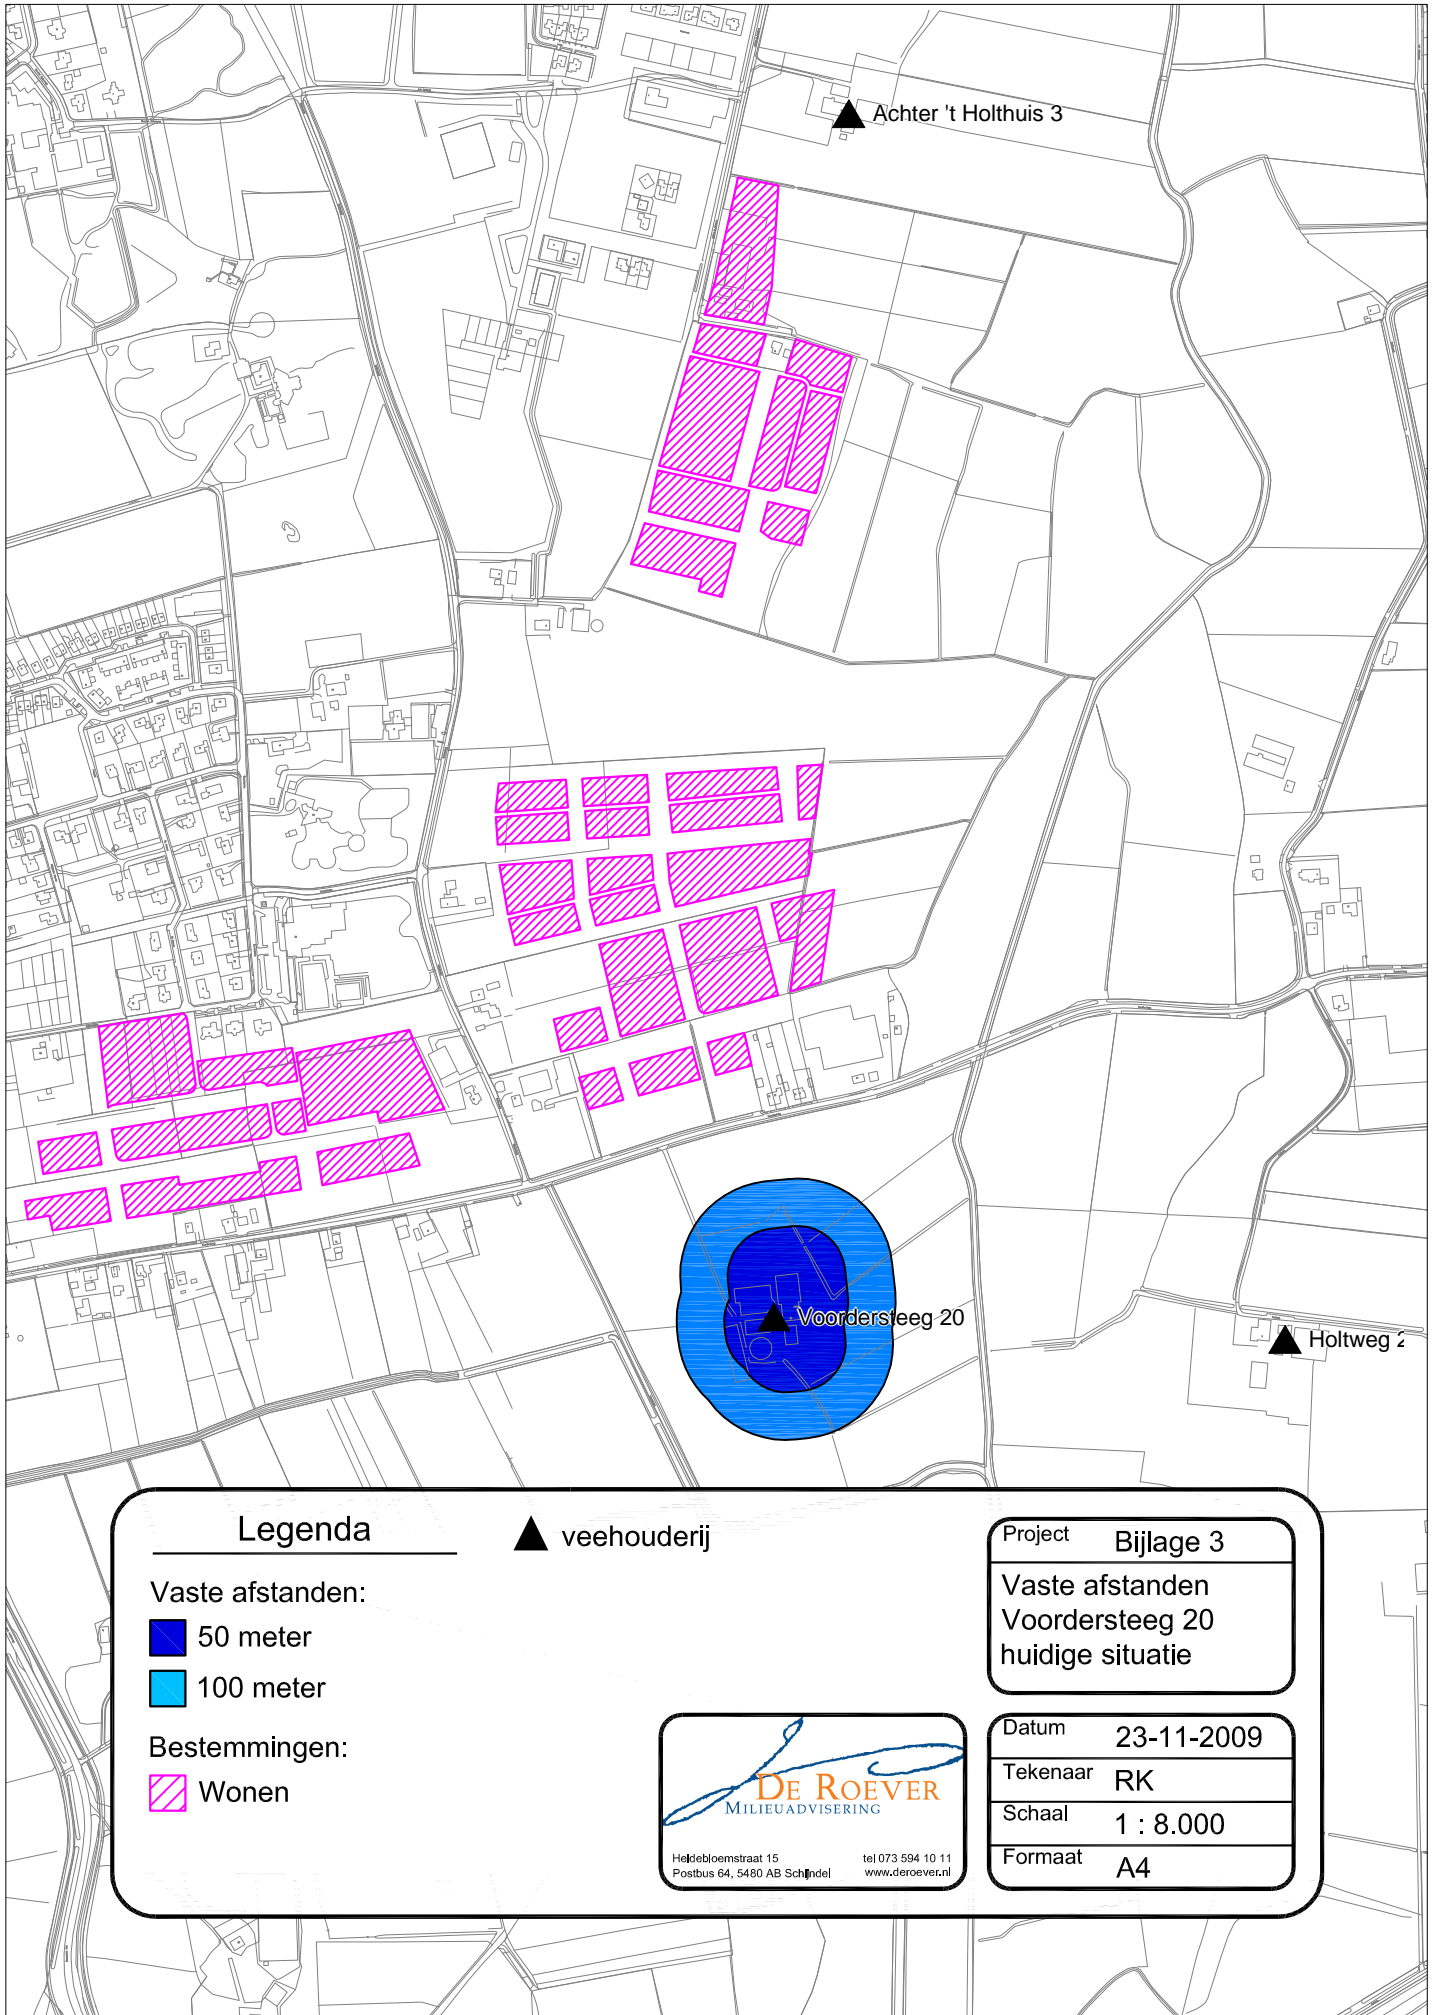 Achter 't Holthuis 3
Voordersteeg 20
Holtweg 2
Legenda
veehouderij
Vaste afstanden:
50 meter
100 meter
Bestemmingen:
Wonen
Project Bijlage 3
Vaste afstanden
Voordersteeg 20
huidige situatie
Datum 23-11-2009
Tekenaar RK
Schaal 1 : 8.000
Formaat A4
DE ROEVER
MILIEUADVISERING
Heldebloemstraat 15 tel 073 594 10 11
Postbus 64, 5480 AB Schijndel www.deroever.nl